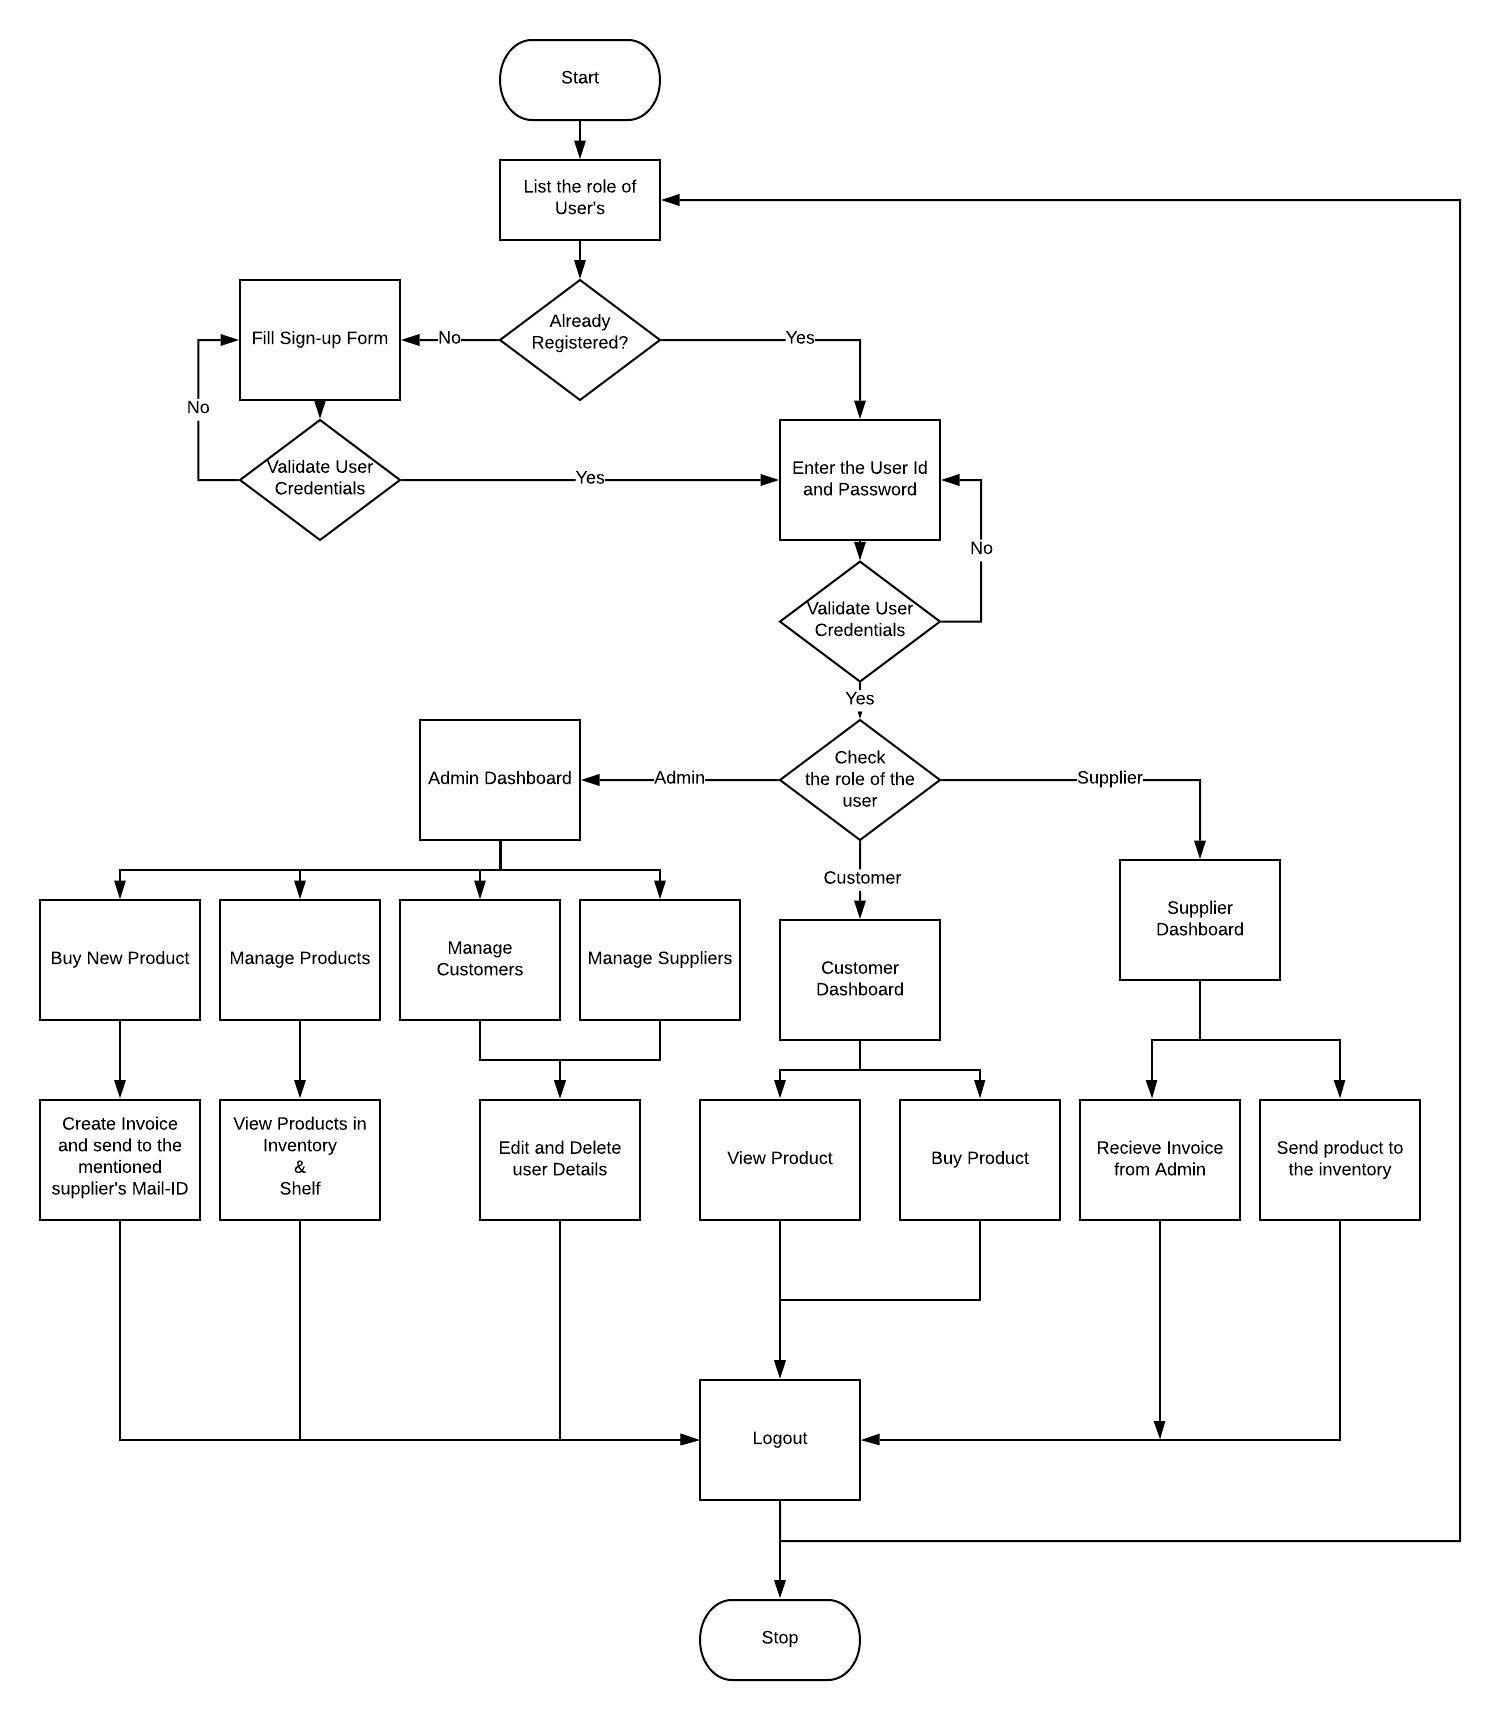 Start
List the role of
User's
Already
Registered?
No
Yes
Fill Sign-up Form
No
Validate User
Credentials
Yes
Enter the User Id
and Password
No
Validate User
Credentials
Yes
Check
the role of the
user
Admin
Supplier
Customer
Admin Dashboard
Supplier
Dashboard
Buy New Product
Manage Products
Manage
Customers
Manage Suppliers
Customer
Dashboard
Create Invoice
and send to the
mentioned
supplier's Mail-ID
View Products in
Inventory
&
Shelf
Edit and Delete
user Details
View Product
Buy Product
Recieve Invoice
from Admin
Send product to
the inventory
Logout
Stop